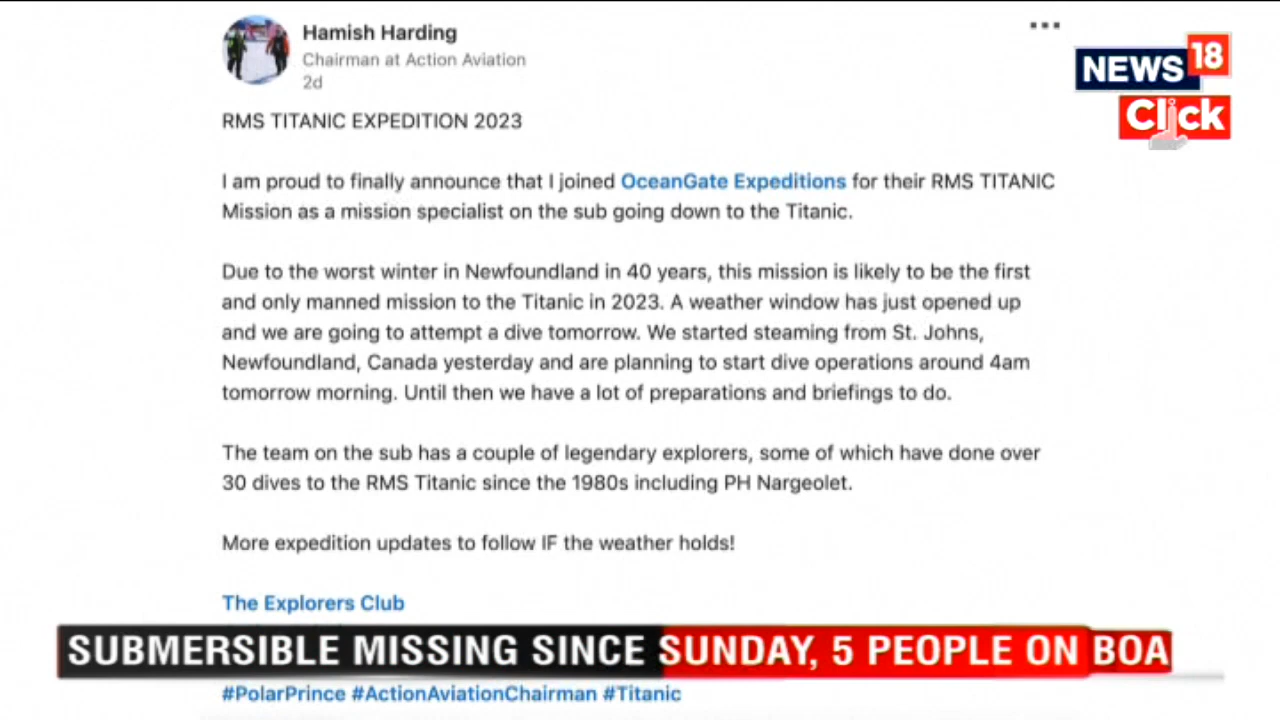 Hamish Harding
Chairman at Action Aviation
2d
NEWS 18
Click
RMS TITANIC EXPEDITION 2023
I am proud to finally announce that I joined OceanGate Expeditions for their RMS TITANIC
Mission as a mission specialist on the sub going down to the Titanic.
Due to the worst winter in Newfoundland in 40 years, this mission is likely to be the first
and only manned mission to the Titanic in 2023. A weather window has just opened up
and we are going to attempt a dive tomorrow. We started steaming from St. Johns,
Newfoundland, Canada yesterday and are planning to start dive operations around 4am
tomorrow morning. Until then we have a lot of preparations and briefings to do.
The team on the sub has a couple of legendary explorers, some of which have done over
30 dives to the RMS Titanic since the 1980s including PH Nargeolet.
More expedition updates to follow IF the weather holds!
The Explorers Club
SUBMERSIBLE MISSING SINCE SUNDAY, 5 PEOPLE ON BOA
#PolarPrince #ActionAviationChairman #Titanic